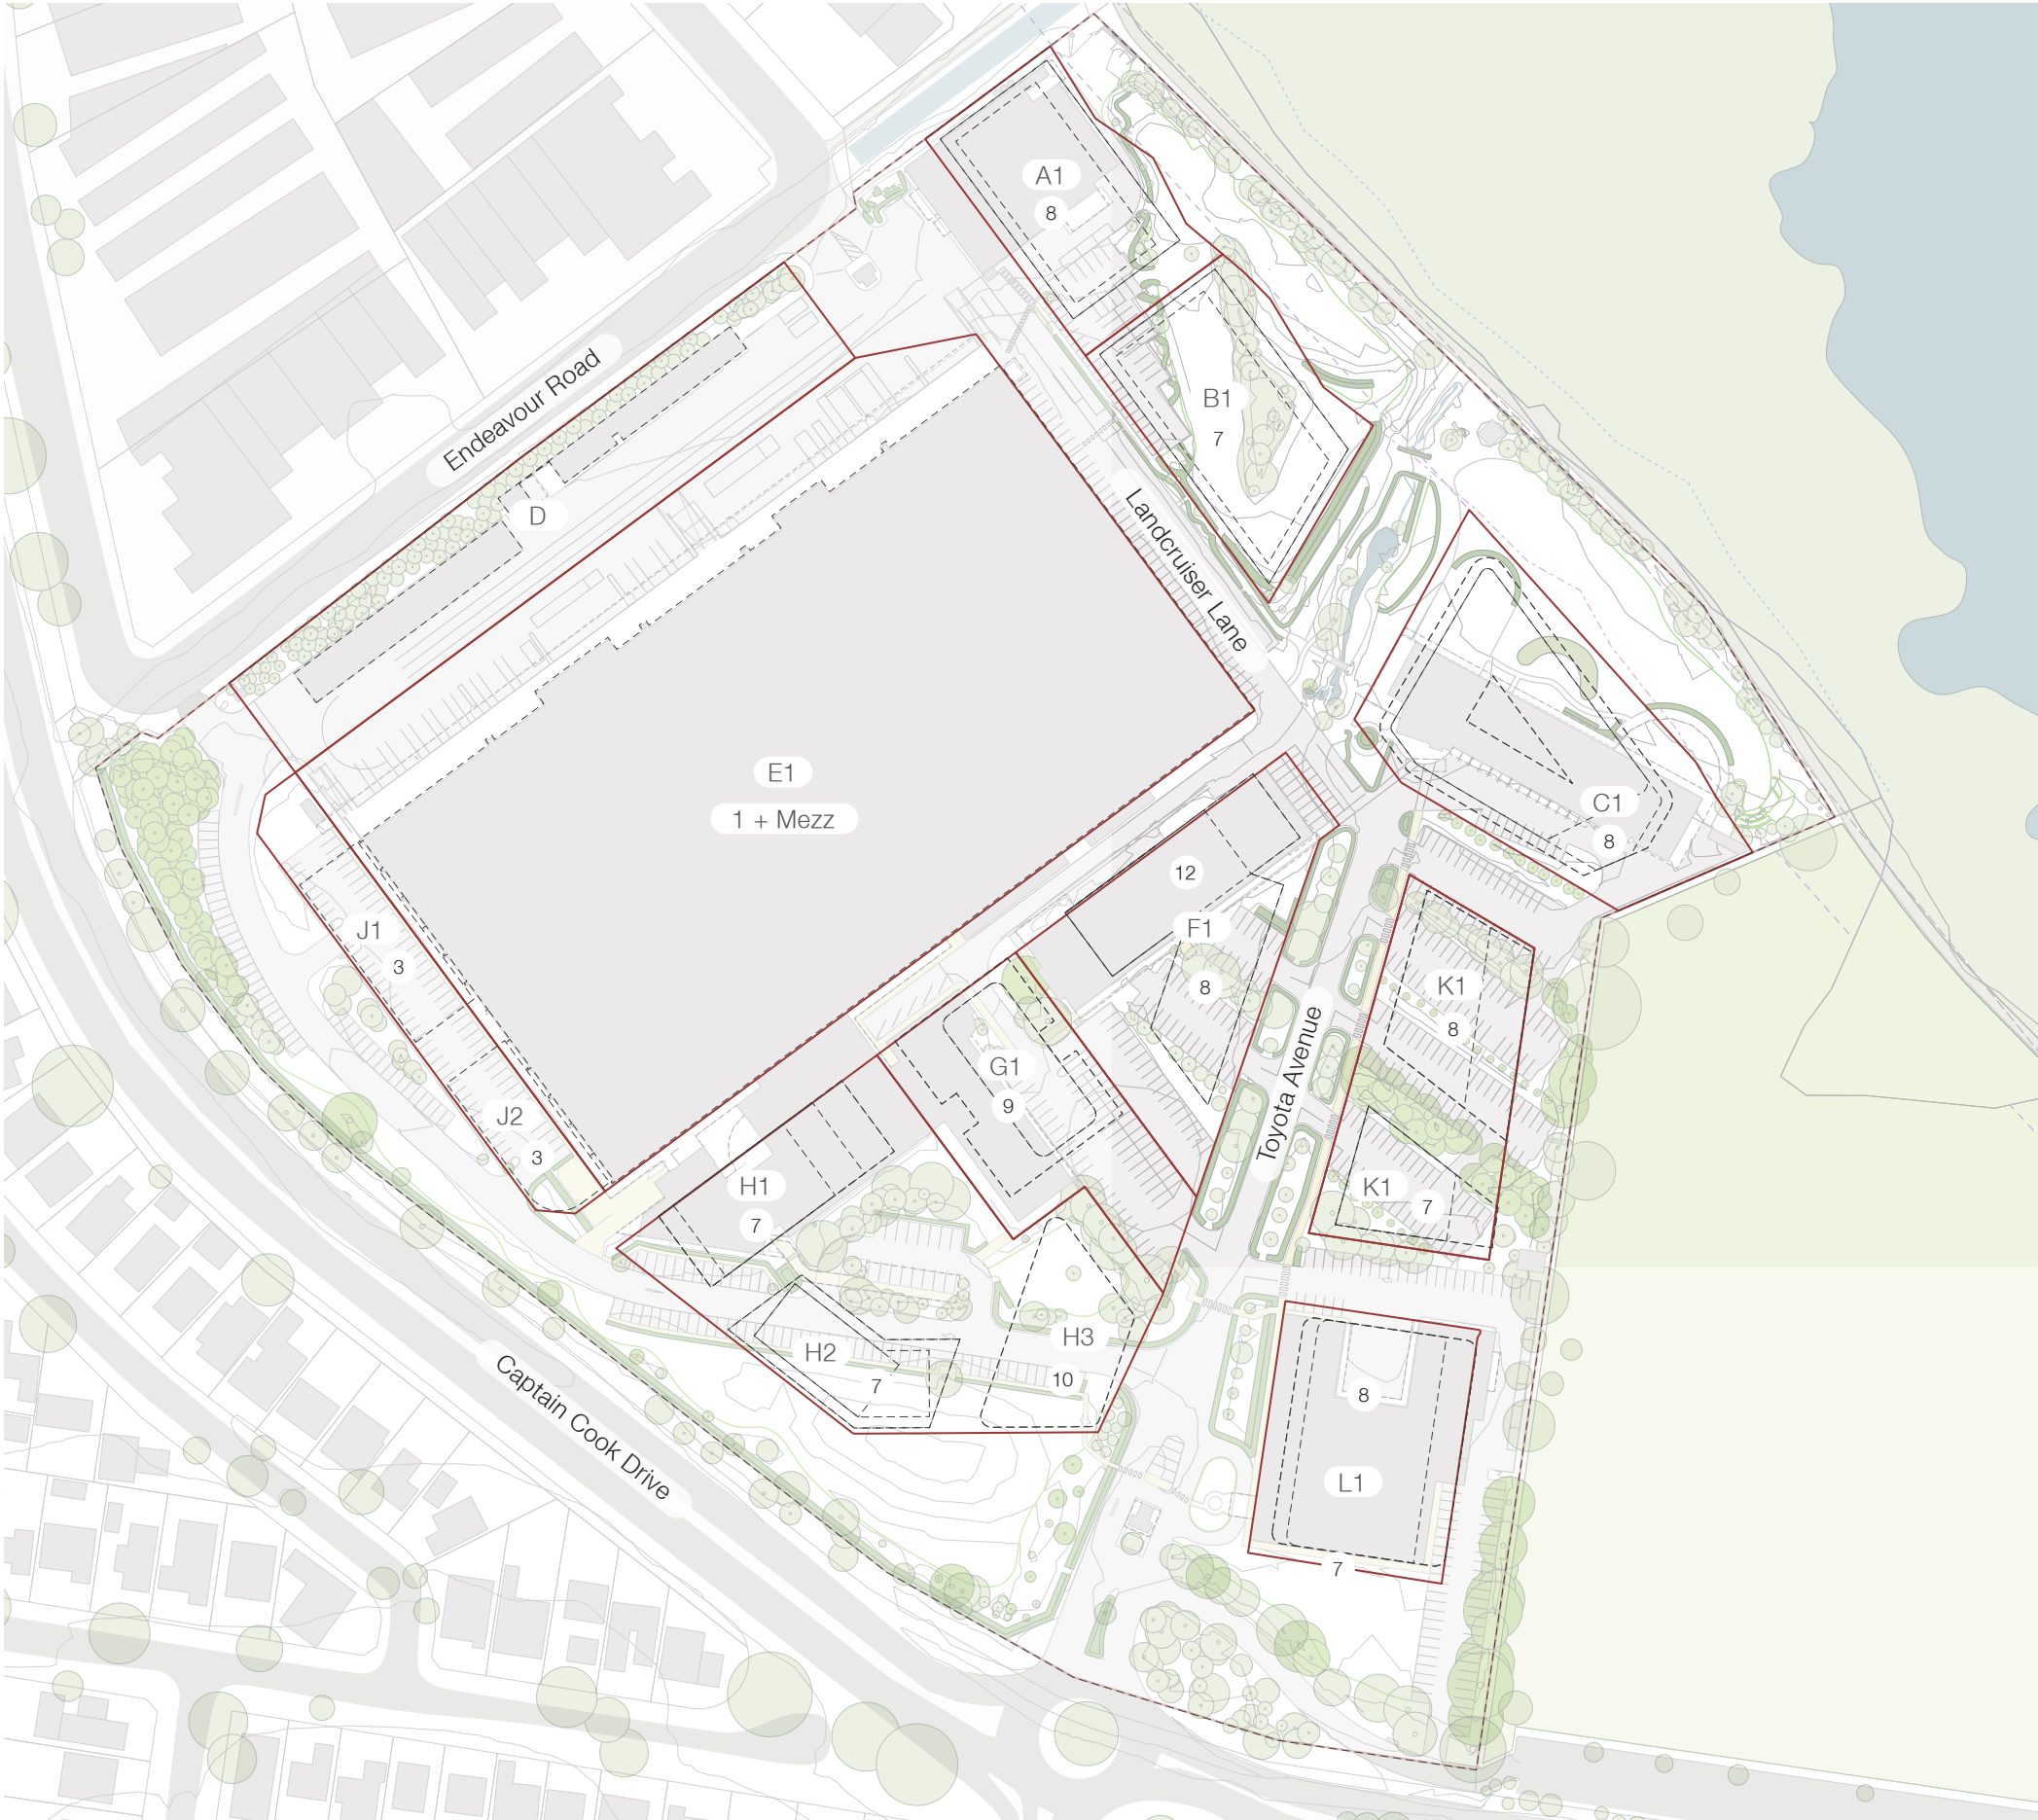 A1
8
Endeavour Road
B1
7
D
Landcruiser Lane
E1
1 + Mezz
C1
8
12
F1
8
J1
3
K1
8
G1
9
Toyota Avenue
J2
3
H1
7
K1
7
H2
7
H3
10
8
L1
7
Captain Cook Drive